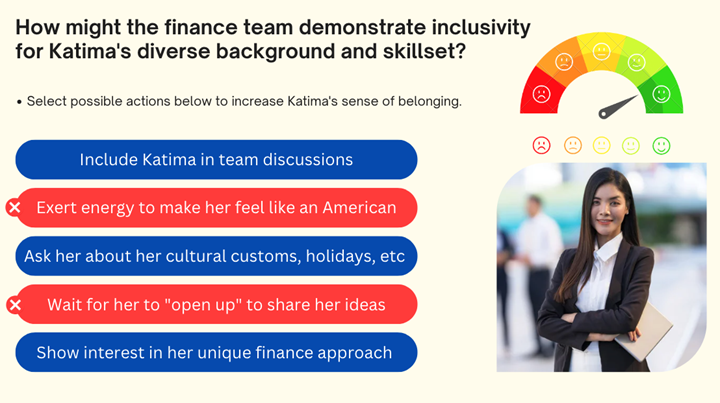 How might the finance team demonstrate inclusivity
for Katima's diverse background and skillset?
• Select possible actions below to increase Katima's sense of belonging.
Include Katima in team discussions
Exert energy to make her feel like an American
Ask her about her cultural customs, holidays, etc
Wait for her to "open up" to share her ideas
Show interest in her unique finance approach